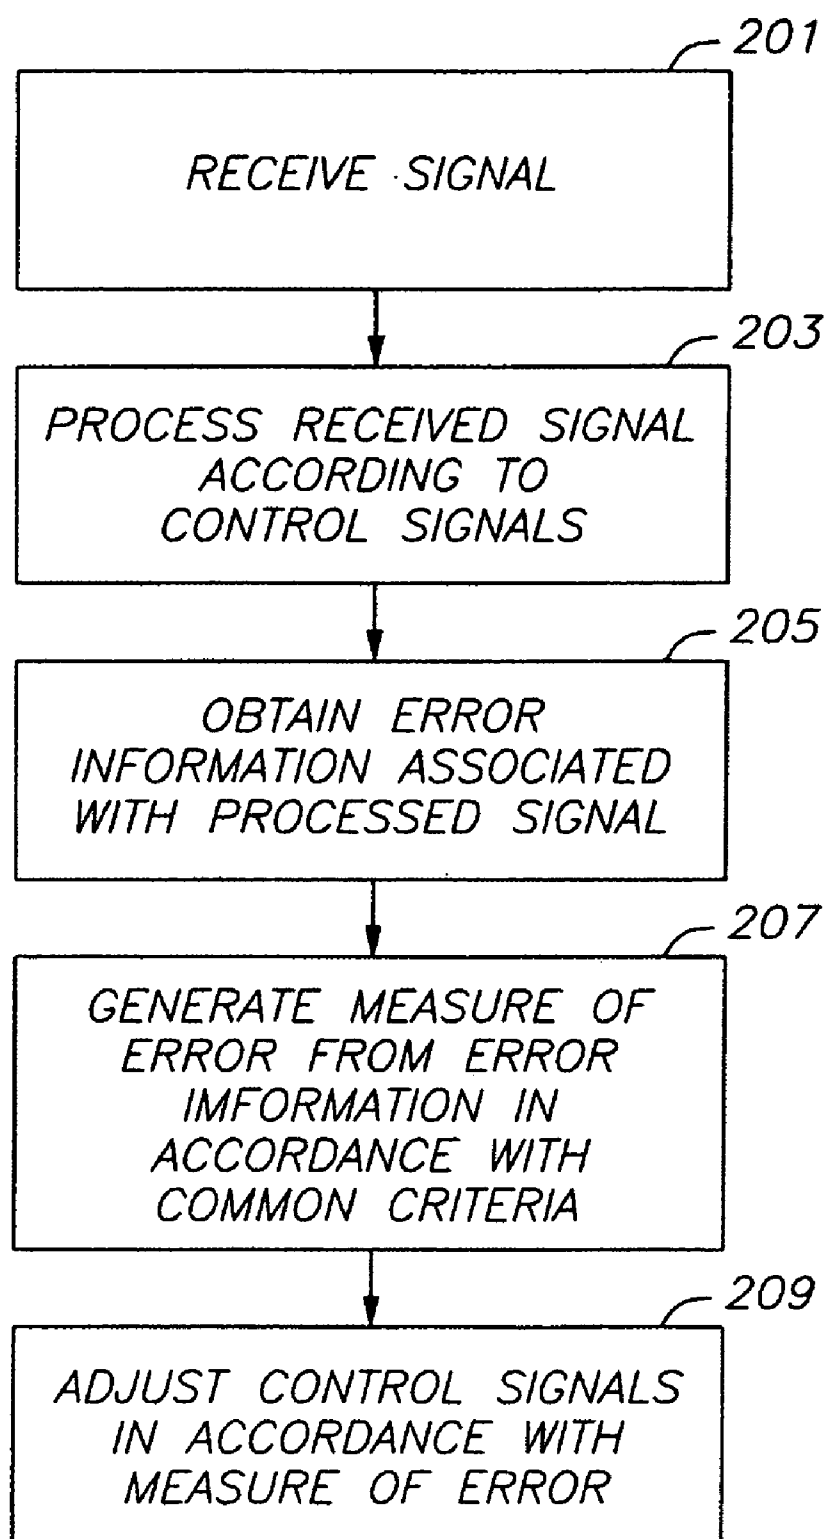 201
RECEIVE SIGNAL
203
PROCESS RECEIVED SIGNAL
ACCORDING TO
CONTROL SIGNALS
205
OBTAIN ERROR
INFORMATION ASSOCIATED
WITH PROCESSED SIGNAL
207
GENERATE MEASURE OF
ERROR FROM ERROR
IMFORMATION IN
ACCORDANCE WITH
COMMON CRITERIA
209
ADJUST CONTROL SIGNALS
IN ACCORDANCE WITH
MEASURE OF ERROR